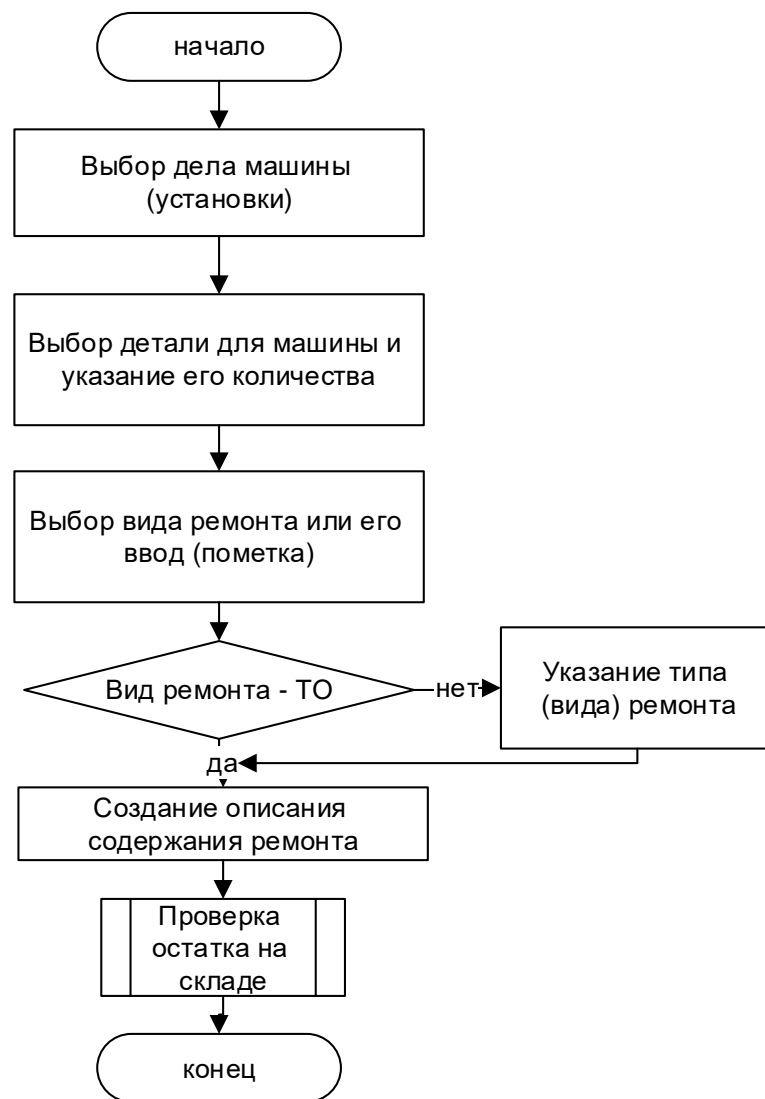 начало
Выбор дела машины
(установки)
Выбор детали для машины и
указание его количества
Выбор вида ремонта или его
ввод (пометка)
Вид ремонта - ТО
нет
Указание типа
(вида) ремонта
да
Создание описания
содержания ремонта
Проверка
остатка на
складе
конец